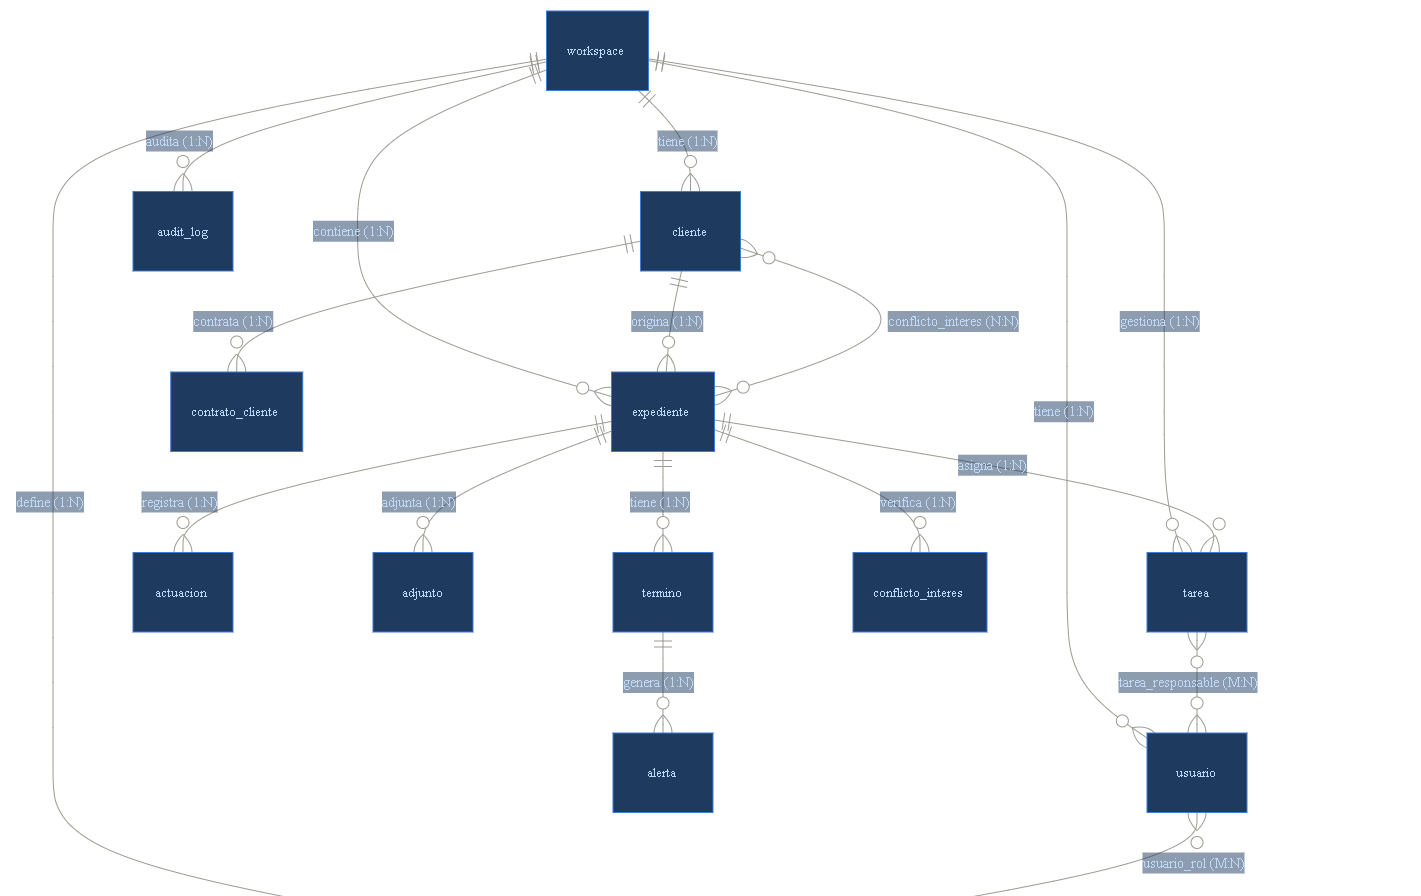 workspace
audita (1:N)
tiene (1:N)
audit_log
contiene (1:N)
cliente
contrata (1:N)
origina (1:N)
conflicto_interes (N:N)
gestiona (1:N)
contrato_cliente
expediente
tiene (1:N)
asigna (1:N)
define (1:N)
registra (1:N)
adjunta (1:N)
tiene (1:N)
verifica (1:N)
actuacion
adjunto
termino
conflicto_interes
tarea
genera (1:N)
tarea_responsable (M:N)
alerta
usuario
usuario_rol (M:N)